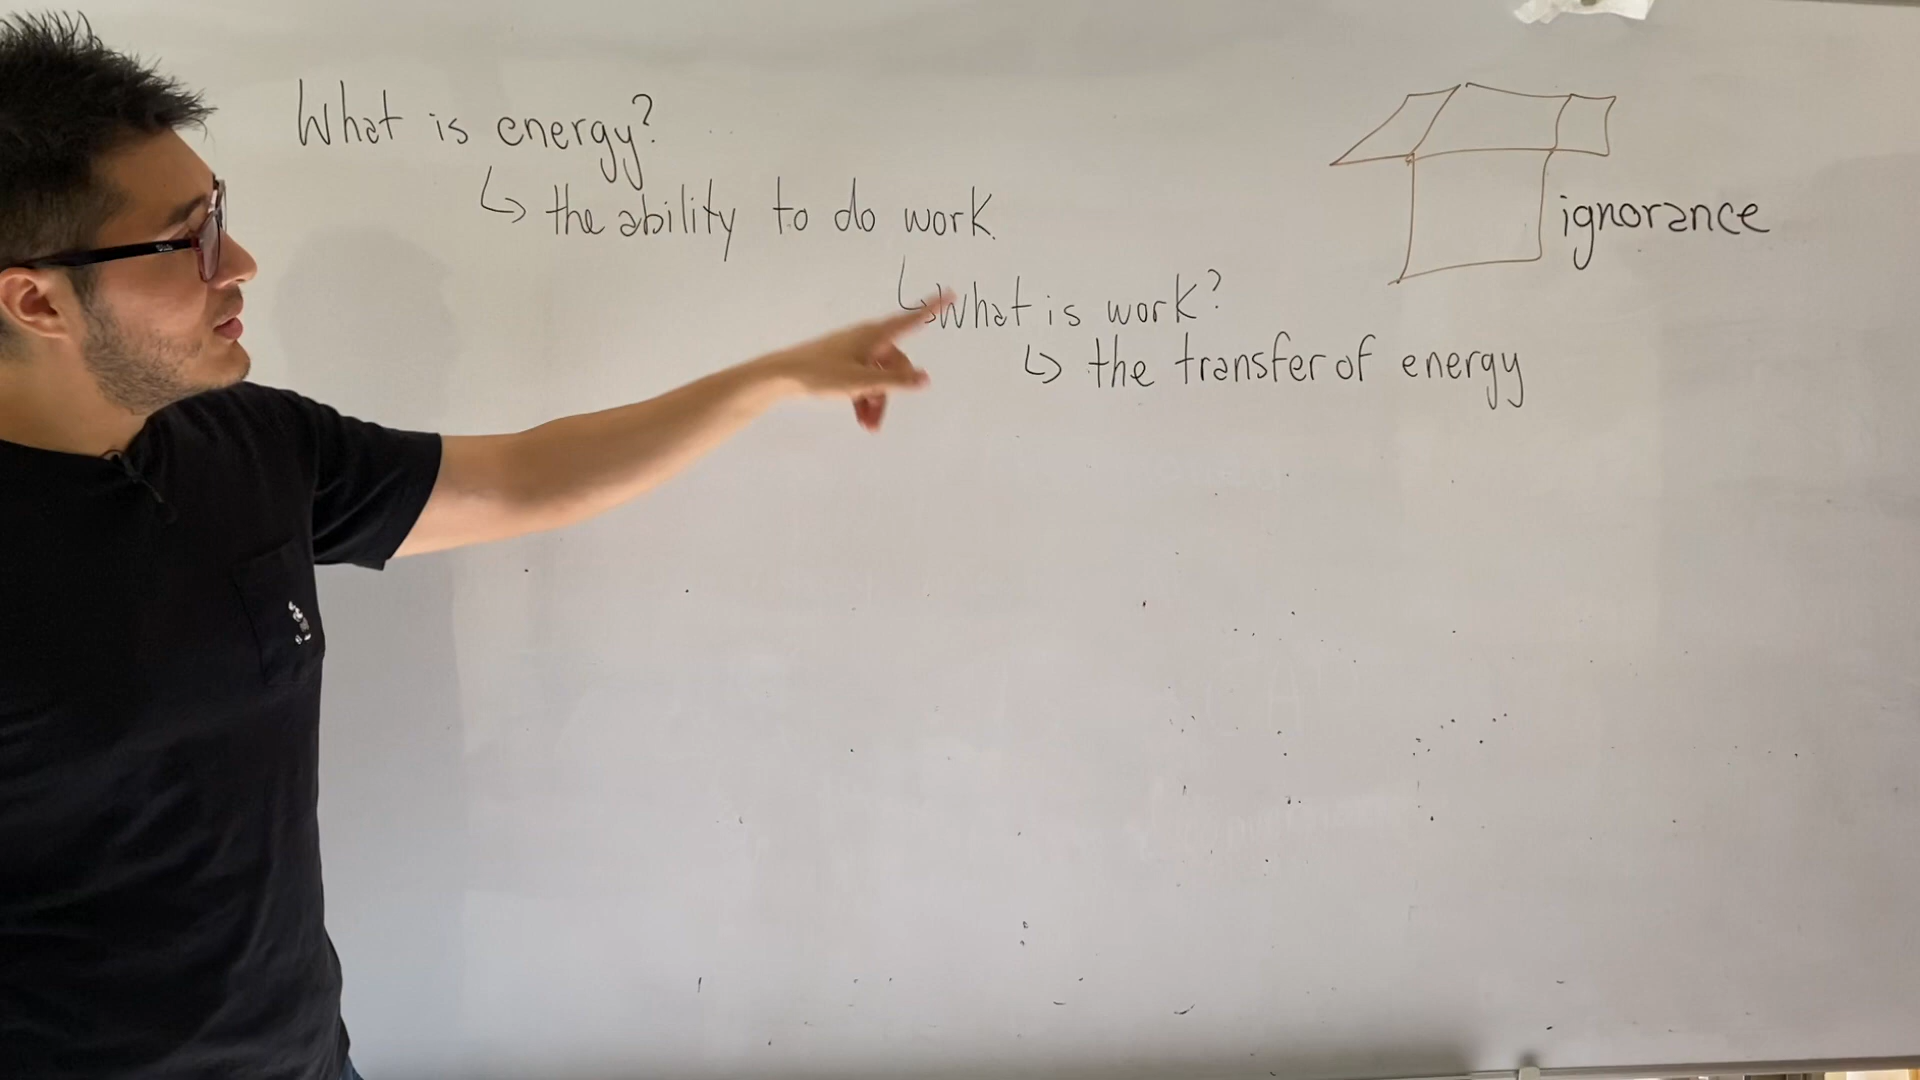 What is energy?
↳ the ability to do work.
↳ What is work?
↳ the transfer of energy
ignorance